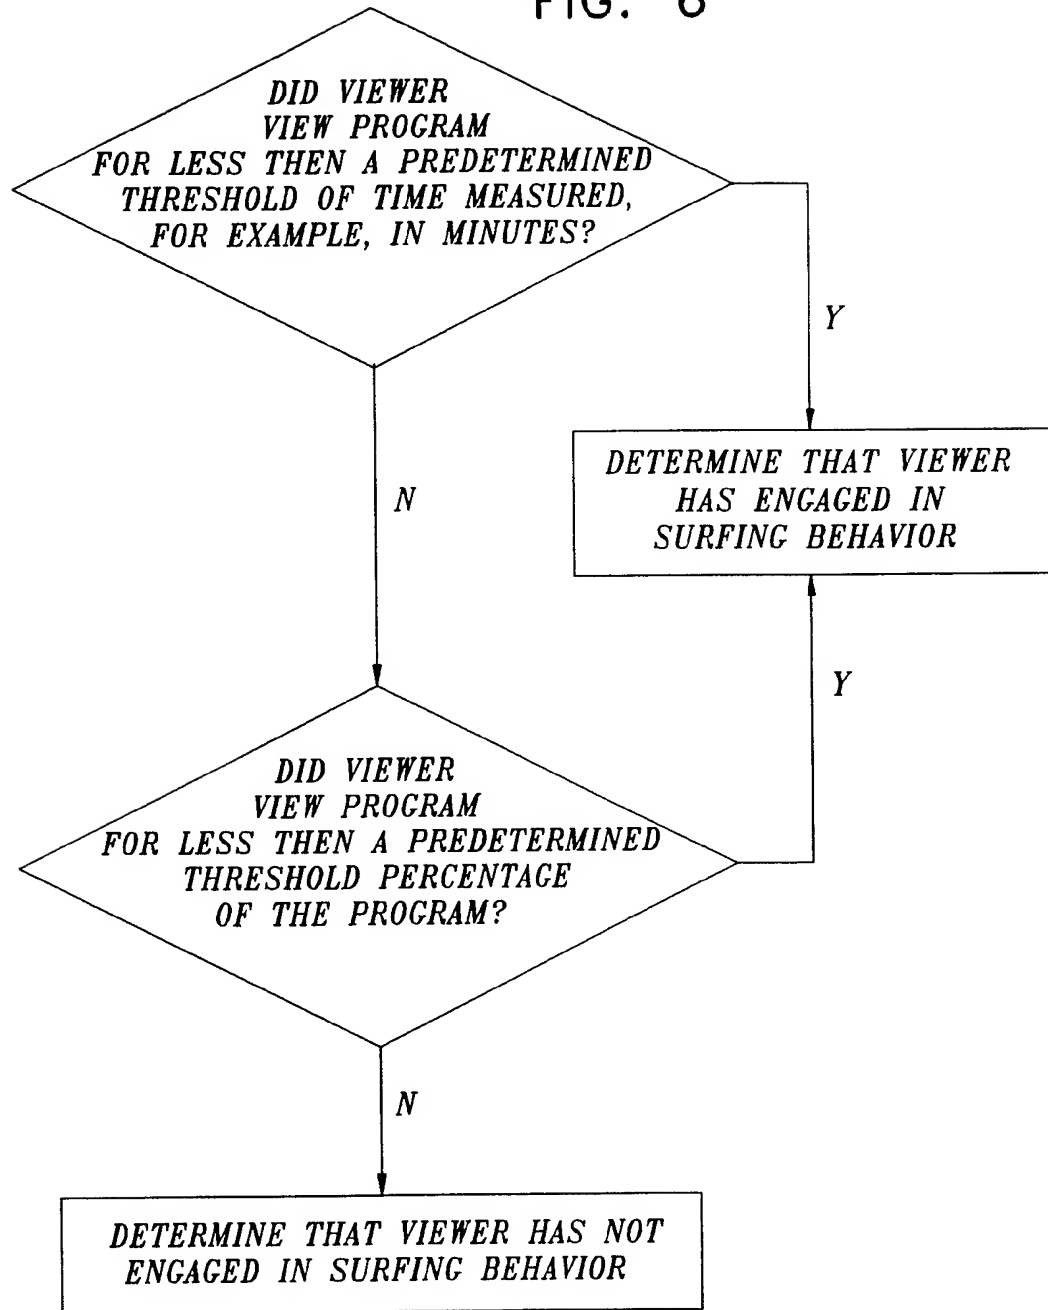 FIG. 6
DID VIEWER
VIEW PROGRAM
FOR LESS THEN A PREDETERMINED
THRESHOLD OF TIME MEASURED,
FOR EXAMPLE, IN MINUTES?
Y
DETERMINE THAT VIEWER
HAS ENGAGED IN
SURFING BEHAVIOR
N
Y
DID VIEWER
VIEW PROGRAM
FOR LESS THEN A PREDETERMINED
THRESHOLD PERCENTAGE
OF THE PROGRAM?
N
DETERMINE THAT VIEWER HAS NOT
ENGAGED IN SURFING BEHAVIOR